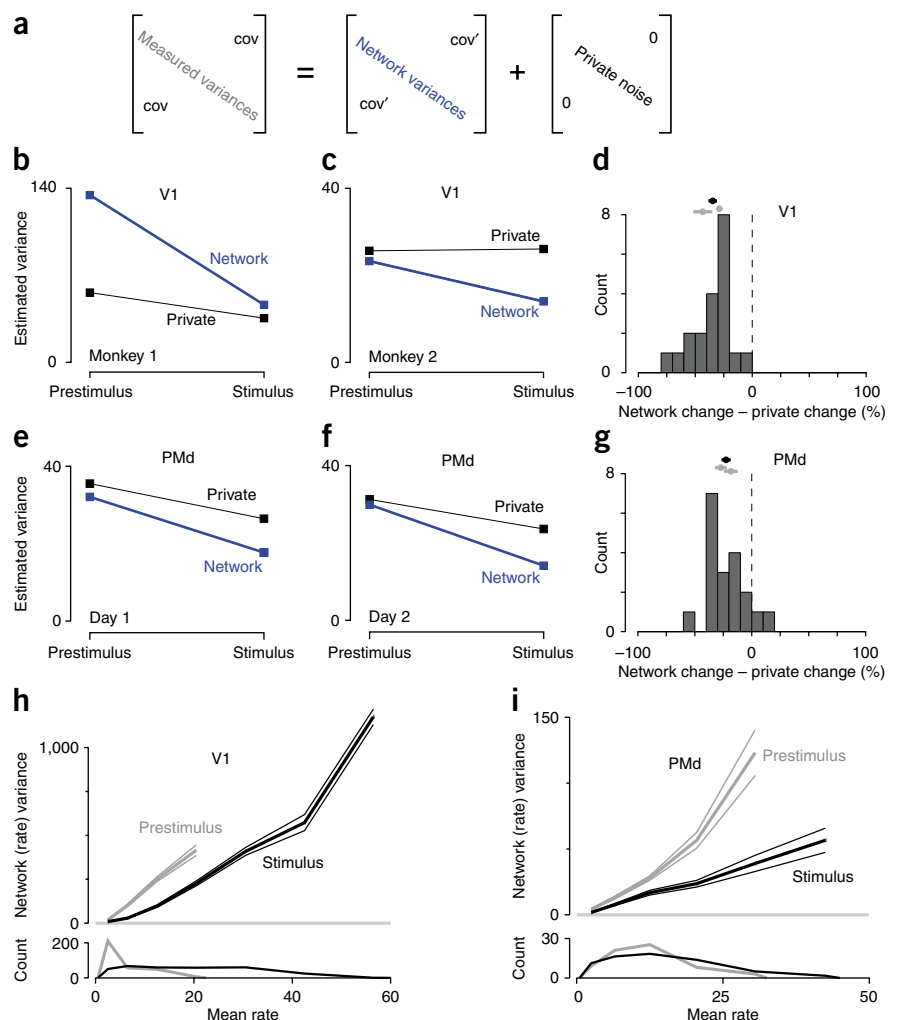 a
Measured variances
cov
cov
=
Network variances
cov′
cov′
+
Private noise
0
0
b
140
V1
Estimated variance
Network
Private
0
Monkey 1
Prestimulus
Stimulus
c
40
V1
Private
Network
0
Monkey 2
Prestimulus
Stimulus
d
8
V1
Count
0
–100
0
100
Network change – private change (%)
e
40
PMd
Estimated variance
Private
Network
0
Day 1
Prestimulus
Stimulus
f
40
PMd
Private
Network
0
Day 2
Prestimulus
Stimulus
g
8
PMd
Count
0
–100
0
100
Network change – private change (%)
h
1,000
V1
Network (rate) variance
Prestimulus
Stimulus
0
200
Count
0
0
20
40
60
Mean rate
i
150
PMd
Network (rate) variance
Prestimulus
Stimulus
0
30
Count
0
0
25
50
Mean rate